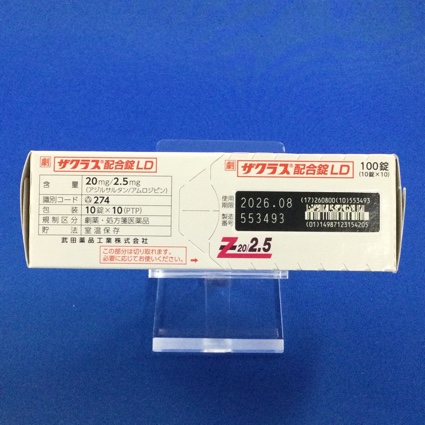 劇 ザクラス®配合錠LD
含 量 20mg/2.5mg
(アジルサルタン/アムロジピン)
識別コード 274
包 装 10錠×10(PTP)
規制区分 劇薬・処方箋医薬品
貯 法 室温保存
武田薬品工業株式会社
この部分は切り取れます。
必要に応じてお使いください。
劇 ザクラス®配合錠LD 100錠
(10錠×10)
使用期限 2026.08
製造番号 553493
(17)260800(10)553493
(01)14987123154205
Z20/2.5